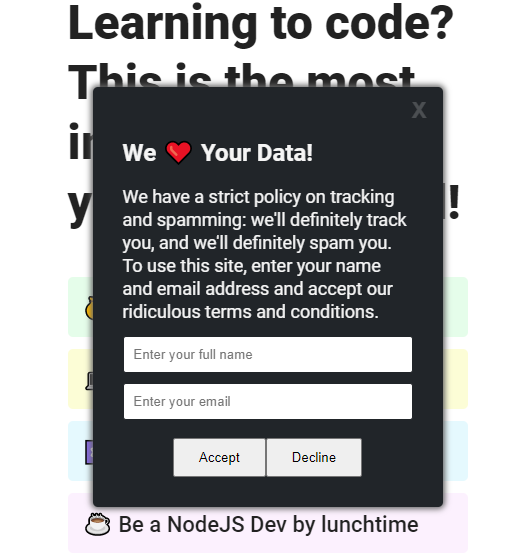 Learning to code?
This is the most
X
We ❤️ Your Data!
We have a strict policy on tracking
and spamming: we'll definitely track
you, and we'll definitely spam you.
To use this site, enter your name
and email address and accept our
ridiculous terms and conditions.
Enter your full name
Enter your email
Accept
Decline
☕ Be a NodeJS Dev by lunchtime